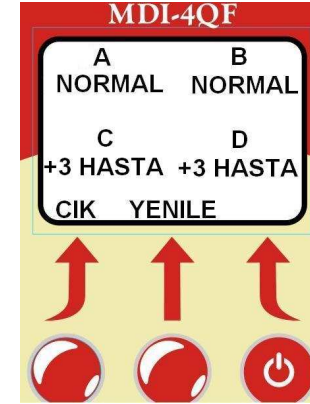 MDI-4QF
A B
NORMAL NORMAL
C D
+3 HASTA +3 HASTA
CIK YENILE